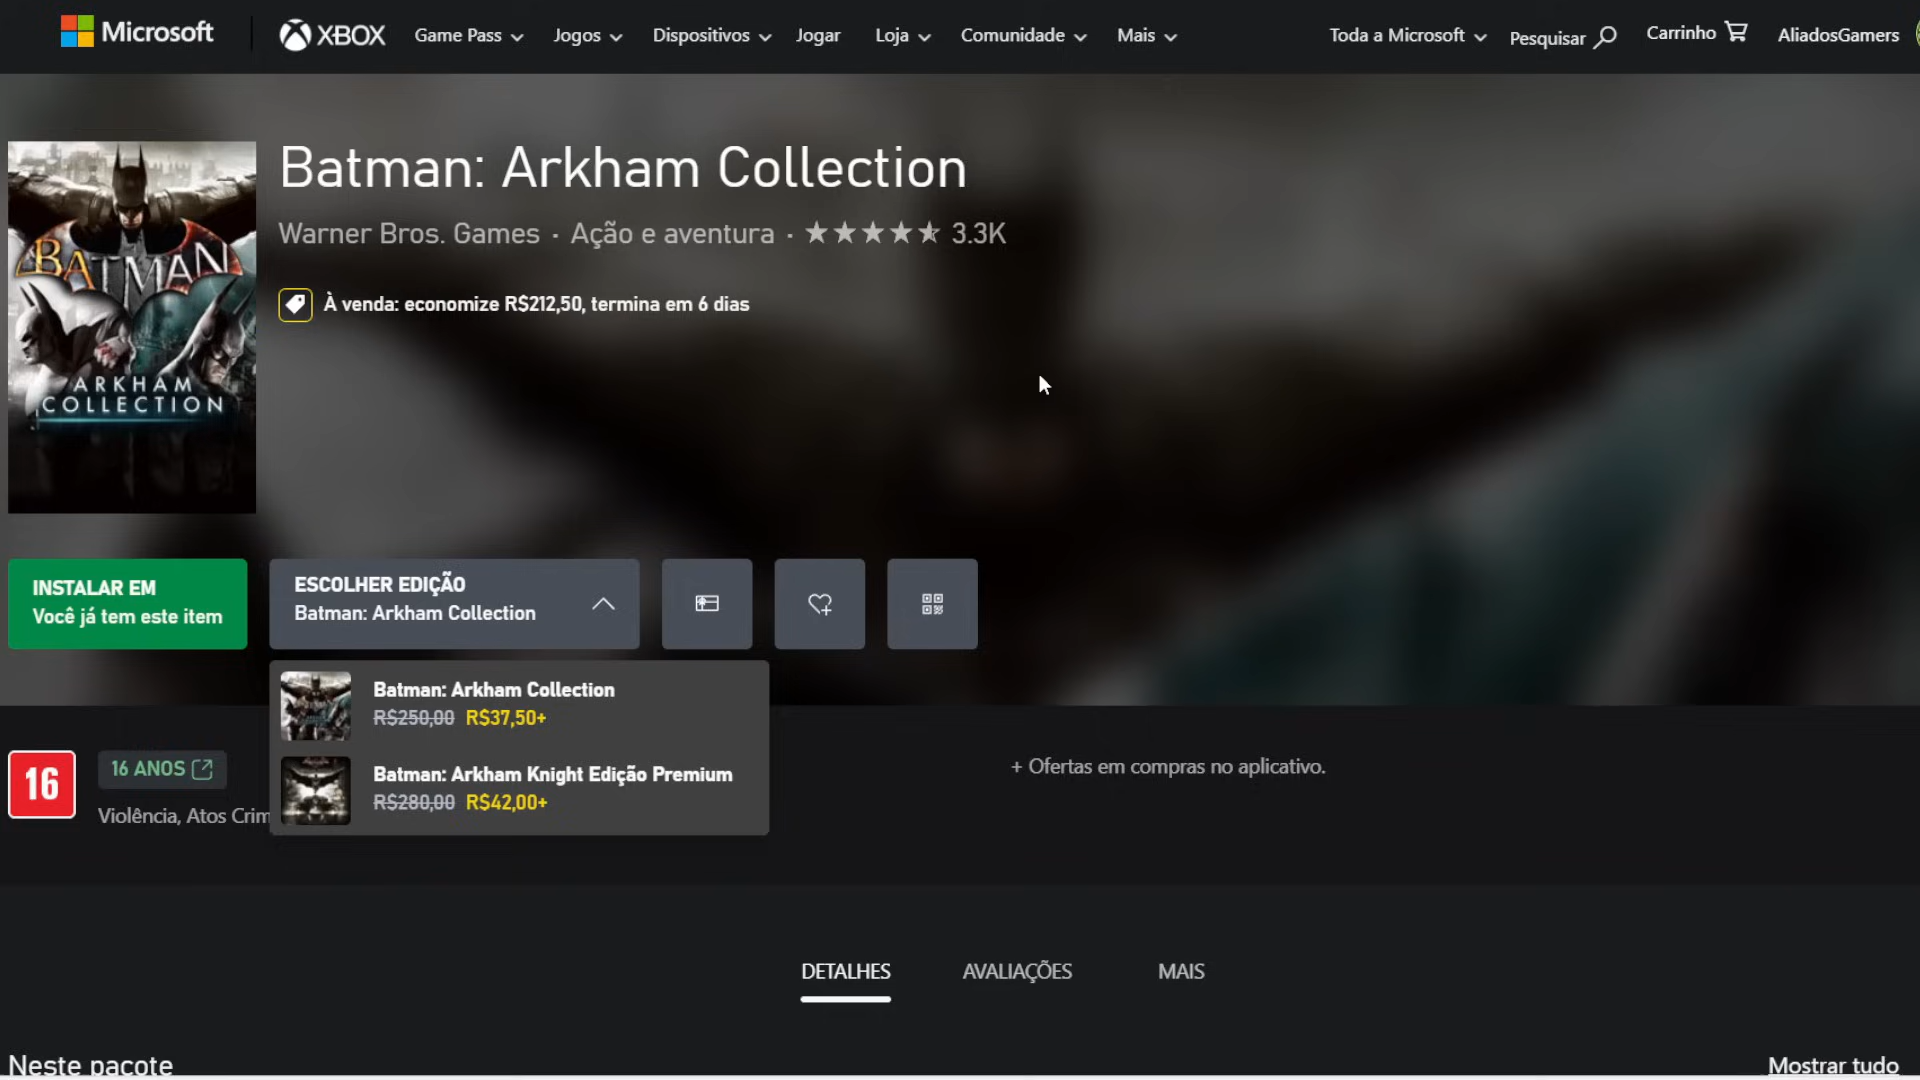 Microsoft
XBOX
Game Pass
Jogos
Dispositivos
Jogar
Loja
Comunidade
Mais
Toda a Microsoft
Pesquisar
Carrinho
AliadosGamers
BATMAN
ARKHAM
COLLECTION
Batman: Arkham Collection
Warner Bros. Games · Ação e aventura · 3.3K
À venda: economize R$212,50, termina em 6 dias
INSTALAR EM
Você já tem este item
ESCOLHER EDIÇÃO
Batman: Arkham Collection
Batman: Arkham Collection
R$250,00 R$37,50+
Batman: Arkham Knight Edição Premium
R$280,00 R$42,00+
16
16 ANOS
Violência, Atos Crim
+ Ofertas em compras no aplicativo.
DETALHES
AVALIAÇÕES
MAIS
Neste pacote
Mostrar tudo